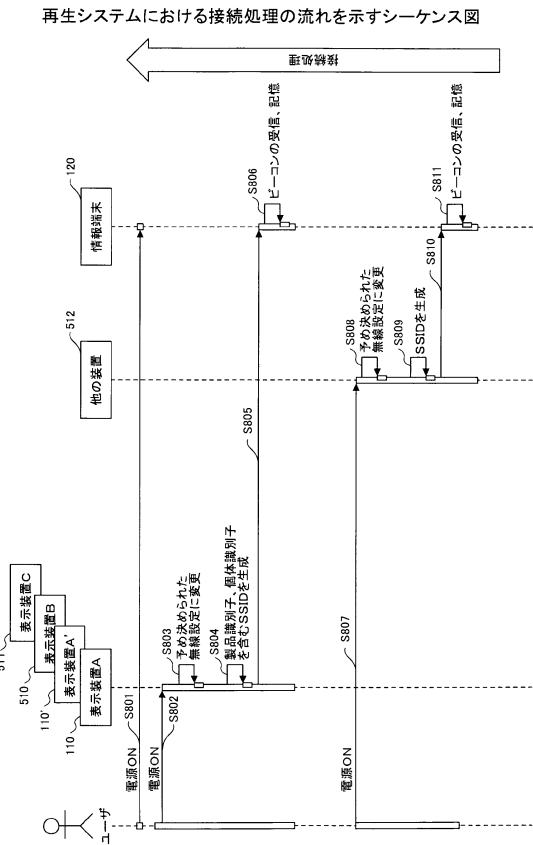 再生システムにおける接続処理の流れを示すシーケンス図
ユーザ
110
表示装置A
110'
表示装置A'
510
表示装置B
511
表示装置C
512
他の装置
120
情報端末
電源ON
S801
電源ON
S802
S803
予め決められた
無線設定に変更
S804
製品識別子、個体識別子
を含むSSIDを生成
S805
S806
ビーコンの受信、記憶
電源ON
S807
S808
予め決められた
無線設定に変更
S809
SSIDを生成
S810
S811
ビーコンの受信、記憶
接続処理